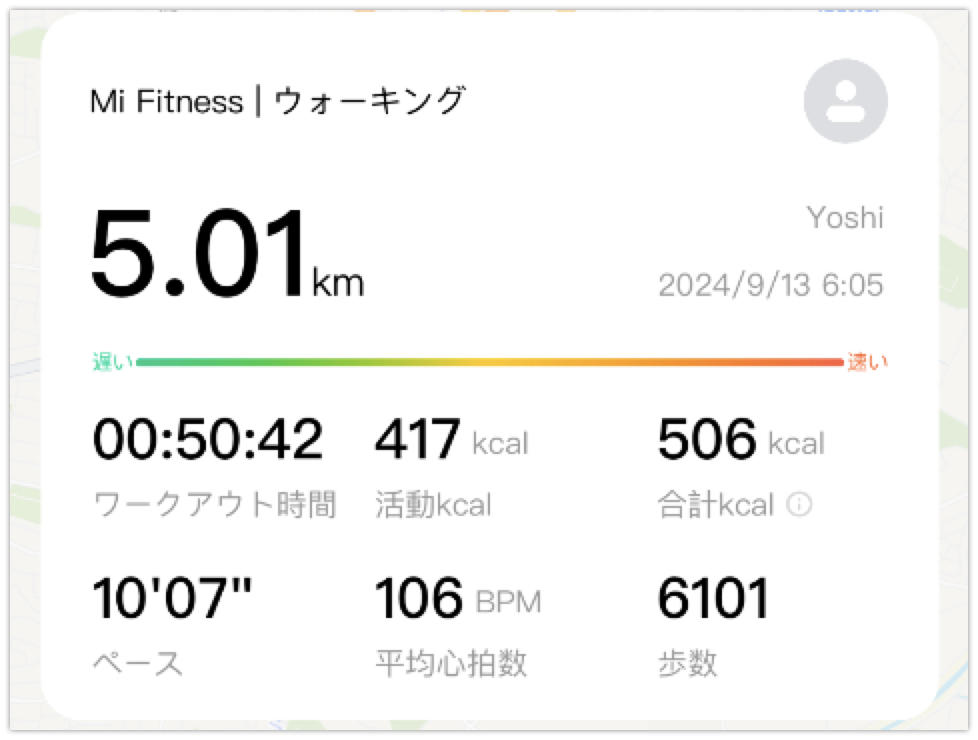 Mi Fitness | ウォーキング
5.01km
Yoshi
2024/9/13 6:05
遅い 速い
00:50:42 417 kcal 506 kcal
ワークアウト時間 活動kcal 合計kcal
10'07" 106 BPM 6101
ペース 平均心拍数 歩数